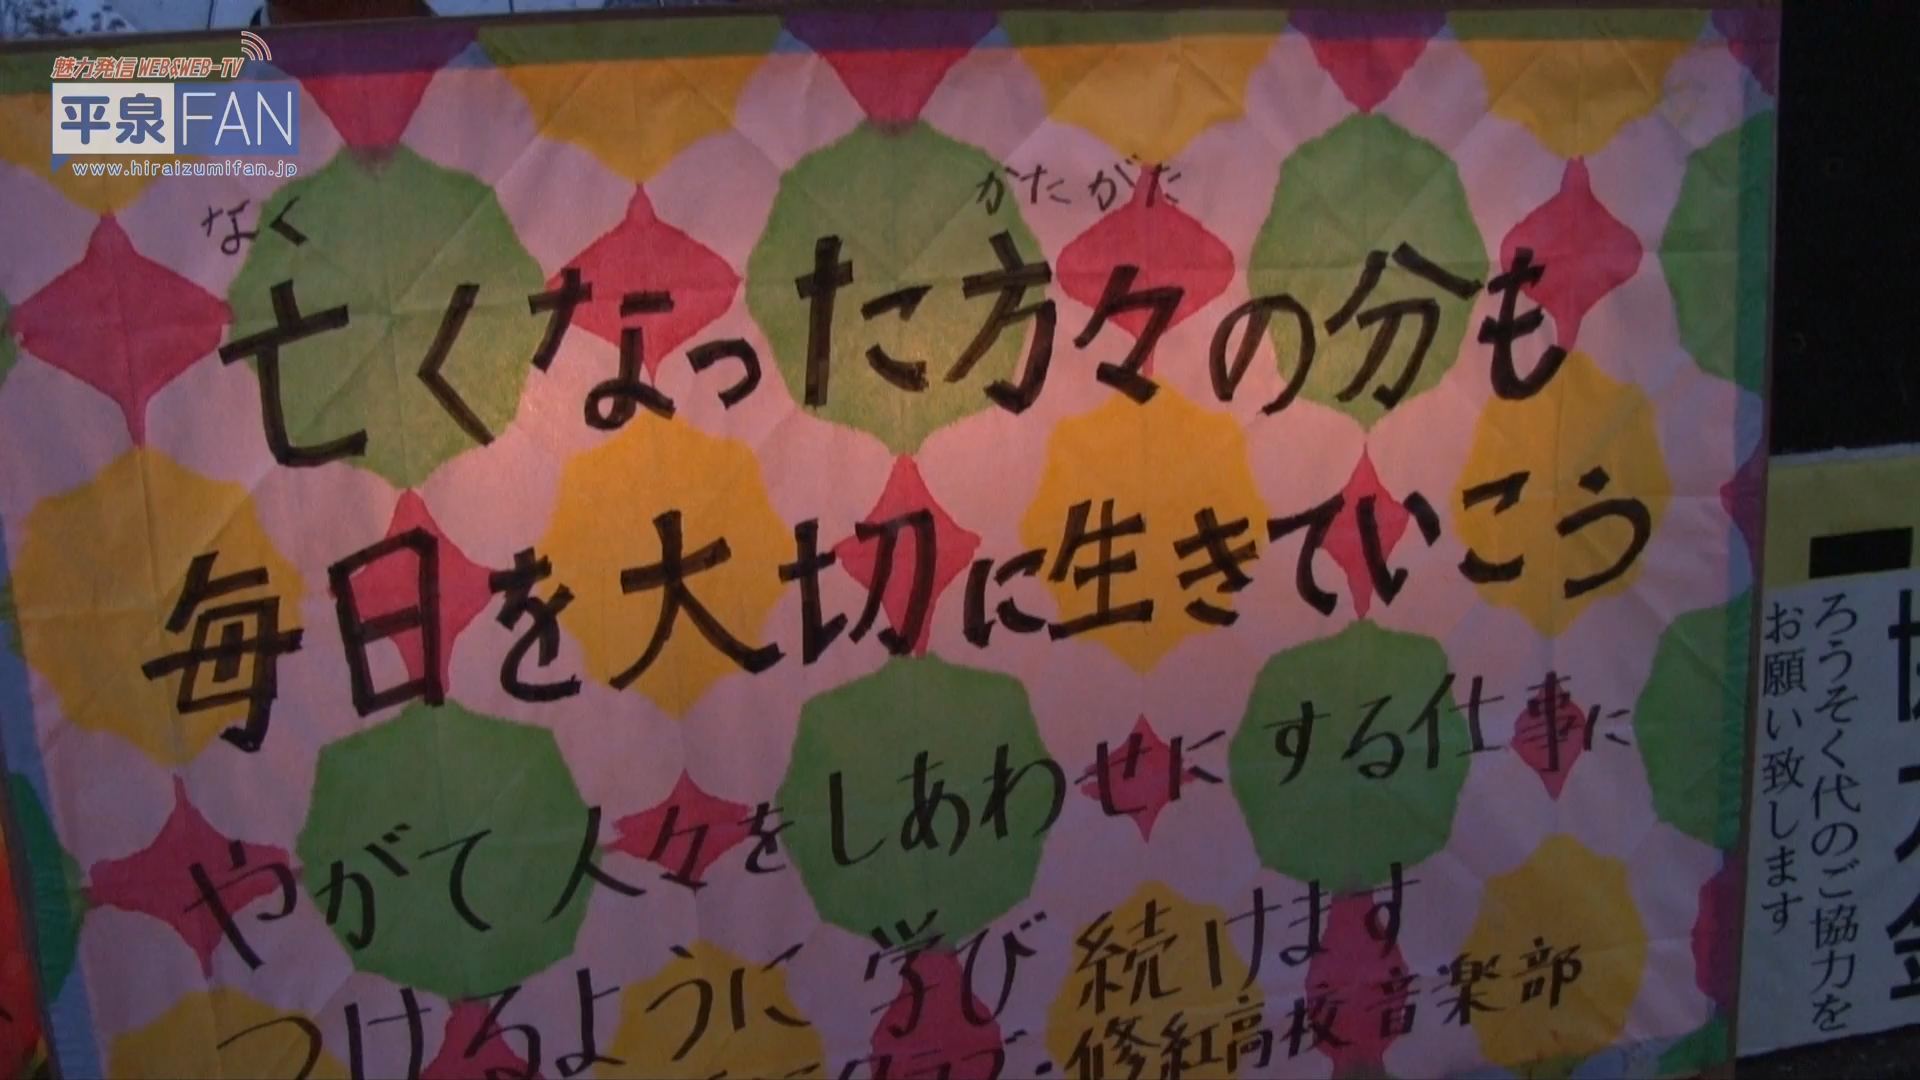 魅力発信 WEB&WEB-TV
平泉FAN
www.hiraizumifan.jp
なく
かたがた
亡くなった方々の分も
毎日を大切に生きていこう
やがて人々をしあわせにする仕事に
つけるように学び続けます
クラブ・修紅高校音楽部
ろうそく代のご協力を
お願い致します